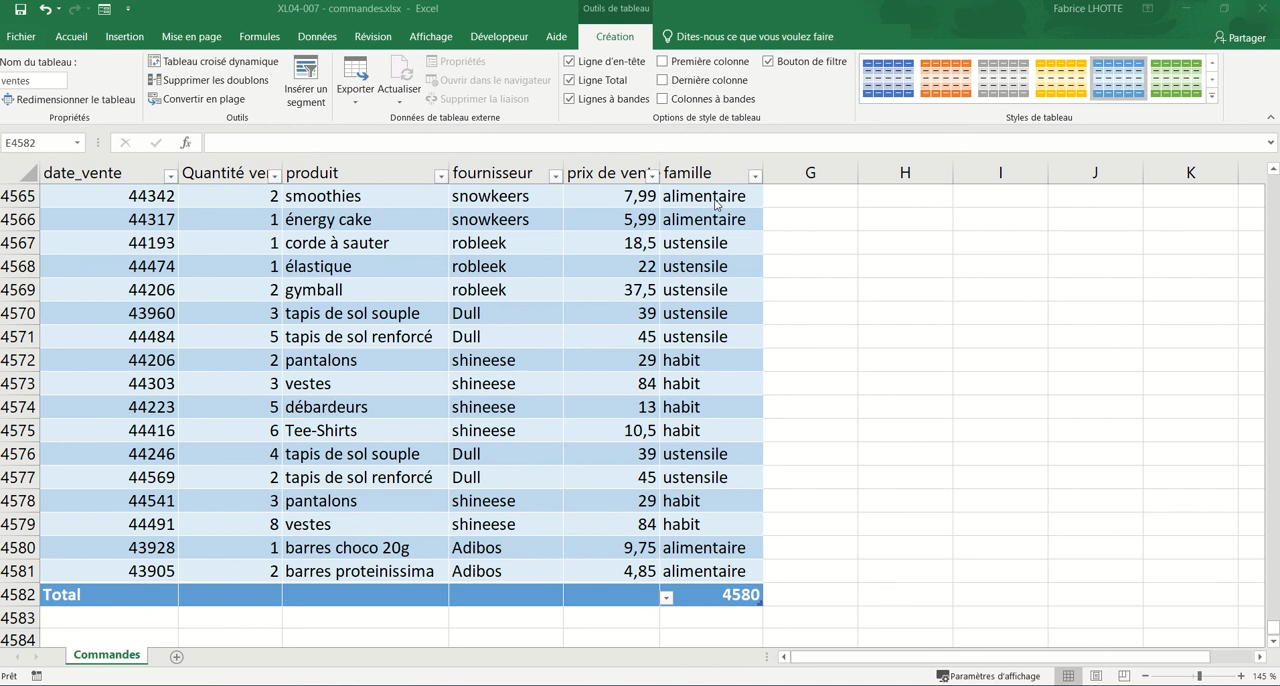 XL04-007 - commandes.xlsx - Excel
Outils de tableau
Fabrice LHOTTE
Fichier Accueil Insertion Mise en page Formules Données Révision Affichage Développeur Aide Création Dites-nous ce que vous voulez faire Partager
Nom du tableau :
ventes
Redimensionner le tableau
Propriétés
Tableau croisé dynamique
Supprimer les doublons
Convertir en plage
Outils
Insérer un
segment
Exporter Actualiser
Propriétés
Ouvrir dans le navigateur
Supprimer la liaison
Données de tableau externe
Ligne d'en-tête Première colonne Bouton de filtre
Ligne Total Dernière colonne
Lignes à bandes Colonnes à bandes
Options de style de tableau
Styles de tableau
E4582 fx
date_vente Quantité ver produit fournisseur prix de vent famille G H I J K
4565 44342 2 smoothies snowkeers 7,99 alimentaire
4566 44317 1 énergy cake snowkeers 5,99 alimentaire
4567 44193 1 corde à sauter robleek 18,5 ustensile
4568 44474 1 élastique robleek 22 ustensile
4569 44206 2 gymball robleek 37,5 ustensile
4570 43960 3 tapis de sol souple Dull 39 ustensile
4571 44484 5 tapis de sol renforcé Dull 45 ustensile
4572 44206 2 pantalons shineese 29 habit
4573 44303 3 vestes shineese 84 habit
4574 44223 5 débardeurs shineese 13 habit
4575 44416 6 Tee-Shirts shineese 10,5 habit
4576 44246 4 tapis de sol souple Dull 39 ustensile
4577 44569 2 tapis de sol renforcé Dull 45 ustensile
4578 44541 3 pantalons shineese 29 habit
4579 44491 8 vestes shineese 84 habit
4580 43928 1 barres choco 20g Adibos 9,75 alimentaire
4581 43905 2 barres proteinissima Adibos 4,85 alimentaire
4582 Total 4580
4583
4584
Commandes
Prêt Paramètres d'affichage 145 %